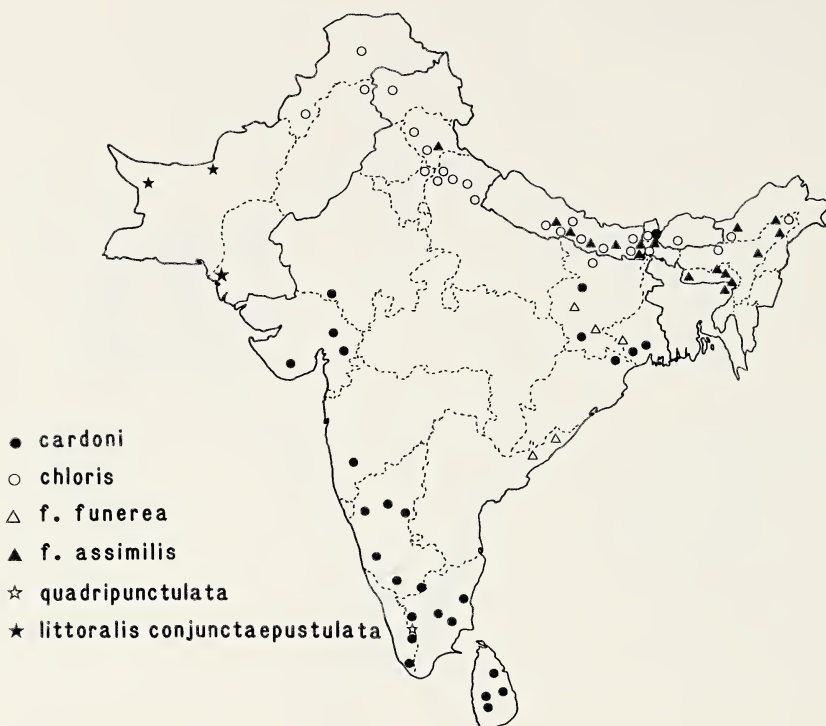 cardoni
chloris
f. funerea
f. assimilis
quadripunctulata
littoralis conjunctaepustulata